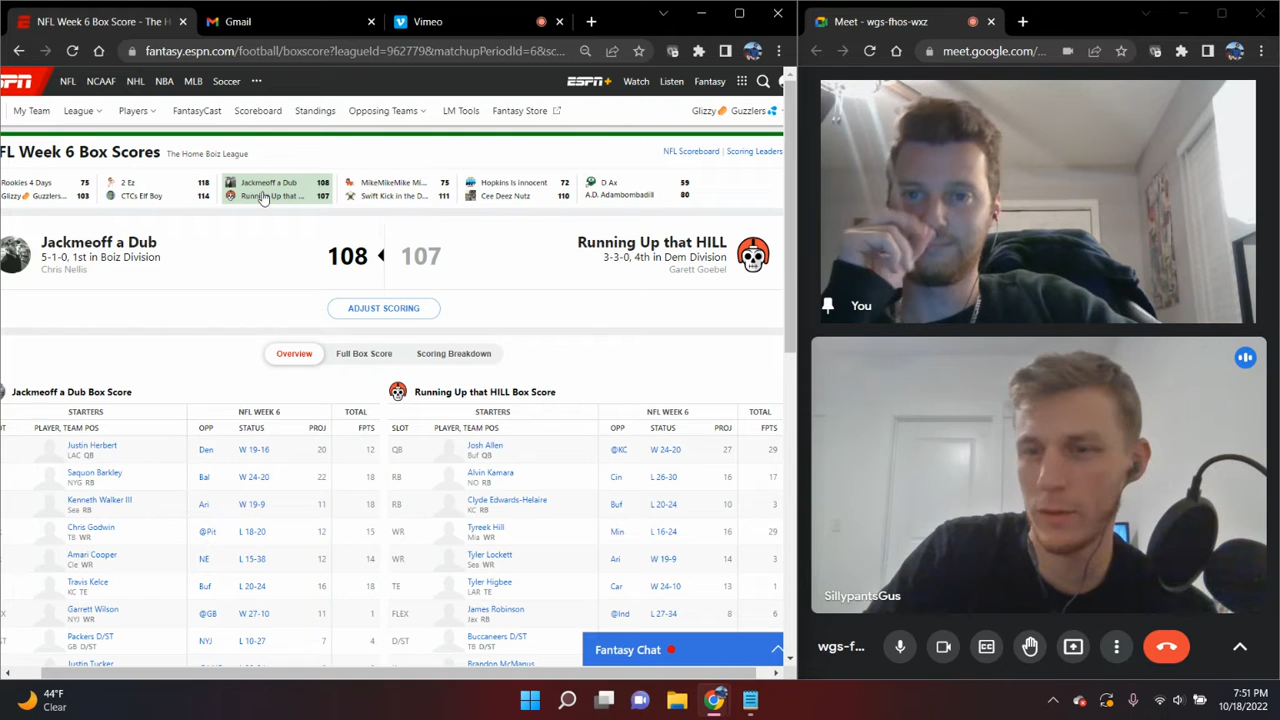 NFL Week 6 Box Score - The H
Gmail
Vimeo
Meet - wgs-fhos-wxz
fantasy.espn.com/football/boxscore?leagueId=962779&matchupPeriodId=6&sc...
meet.google.com/...
NFL NCAAF NHL NBA MLB Soccer ...
ESPN+ Watch Listen Fantasy
My Team League Players FantasyCast Scoreboard Standings Opposing Teams LM Tools Fantasy Store Glizzy Guzzlers
FL Week 6 Box Scores The Home Boiz League
NFL Scoreboard | Scoring Leaders
Rookies 4 Days 75 2 Ez 118 Jackmeoff a Dub 108 MikeMikeMike Mi... 75 Hopkins Is innocent 72 D Ax 59
Glizzy Guzzlers... 103 CTCs Elf Boy 114 Running Up that ... 107 Swift Kick in the D... 111 Cee Deez Nutz 110 A.D. Adambombadill 80
Jackmeoff a Dub 108 107 Running Up that HILL
5-1-0, 1st in Boiz Division 3-3-0, 4th in Dem Division
Chris Nellis Garett Goebel
ADJUST SCORING
Overview Full Box Score Scoring Breakdown
Jackmeoff a Dub Box Score
STARTERS NFL WEEK 6 TOTAL
PLAYER, TEAM POS OPP STATUS PROJ FPTS
Justin Herbert
LAC QB Den W 19-16 20 12
Saquon Barkley
NYG RB Bal W 24-20 22 18
Kenneth Walker III
Sea RB Ari W 19-9 11 18
Chris Godwin
TB WR @Pit L 18-20 12 15
Amari Cooper
Cle WR NE L 15-38 12 14
Travis Kelce
KC TE Buf L 20-24 16 18
Garrett Wilson
NYJ WR @GB W 27-10 11 1
Packers D/ST
GB D/ST NYJ L 10-27 7 4
Justin Tucker
Running Up that HILL Box Score
STARTERS NFL WEEK 6 TOTAL
SLOT PLAYER, TEAM POS OPP STATUS PROJ FPTS
QB Josh Allen
Buf QB @KC W 24-20 27 29
RB Alvin Kamara
NO RB Cin L 26-30 16 17
RB Clyde Edwards-Helaire
KC RB Buf L 20-24 10 3
WR Tyreek Hill
Mia WR Min L 16-24 16 29
WR Tyler Lockett
Sea WR Ari W 19-9 14 3
TE Tyler Higbee
LAR TE Car W 24-10 13 1
FLEX James Robinson
Jax RB @Ind L 27-34 8 6
D/ST Buccaneers D/ST
TB D/ST
Brandon McManus
Fantasy Chat
You
SillypantsGus
wgs-f...
44°F
Clear
7:51 PM
10/18/2022